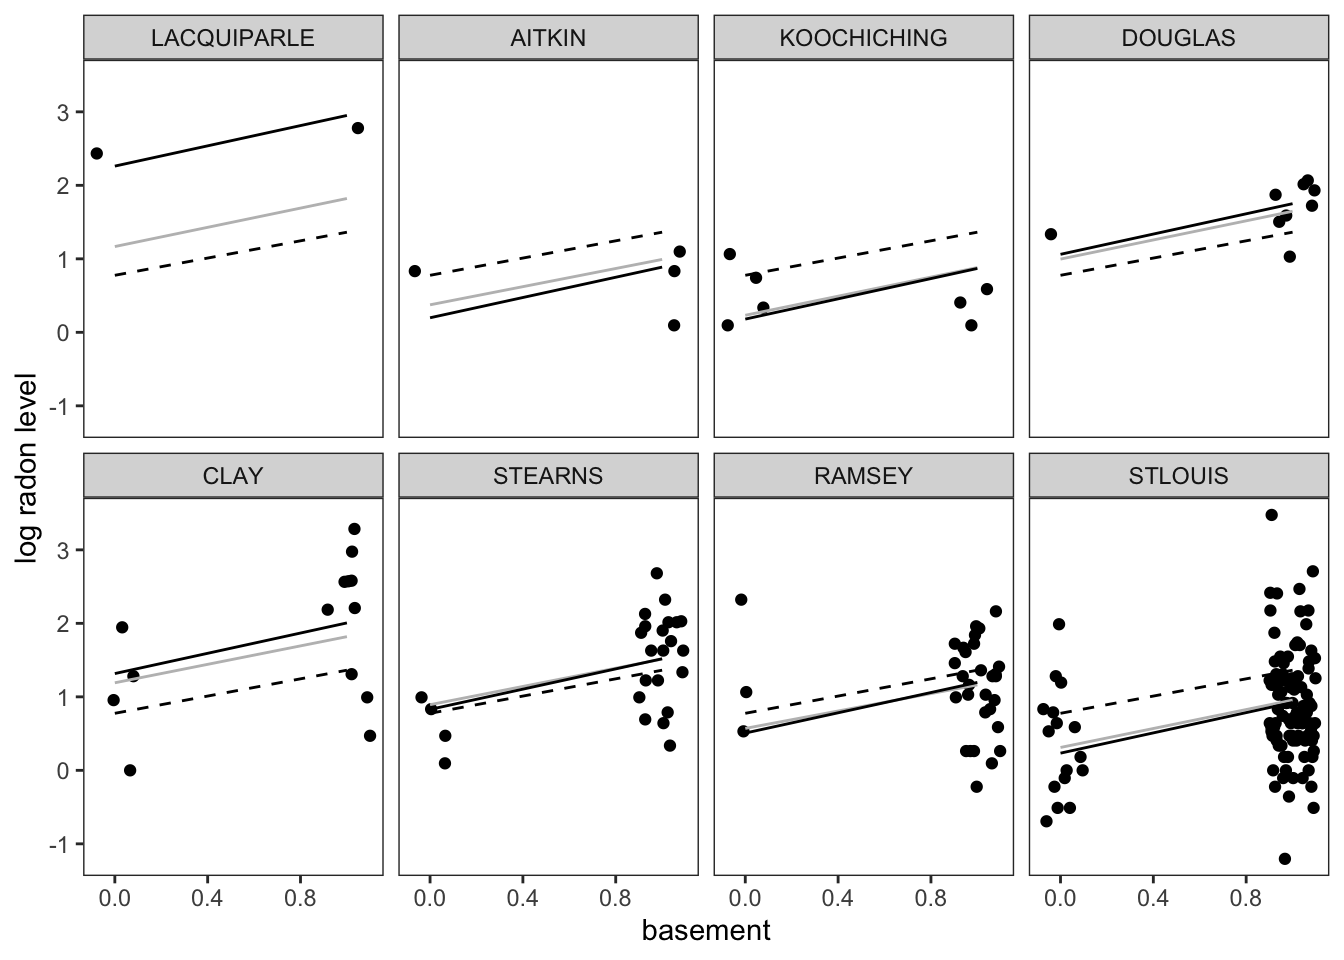 LACQUIPARLE AITKIN KOOCHICHING DOUGLAS
3
2
1
0
-1
log radon level
CLAY STEARNS RAMSEY STLOUIS
3
2
1
0
-1
0.0 0.4 0.8 0.0 0.4 0.8 0.0 0.4 0.8 0.0 0.4 0.8
basement